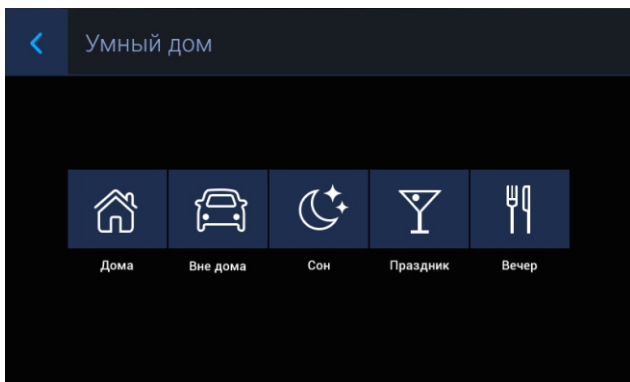 Умный дом
Дома
Вне дома
Сон
Праздник
Вечер